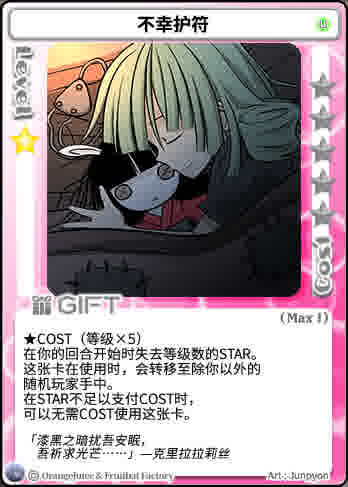 不幸护符
Level
Cost
GIFT
(Max 1)
★COST（等级×5）
在你的回合开始时失去等级数的STAR。
这张卡在使用时，会转移至除你以外的
随机玩家手中。
在STAR不足以支付COST时，
可以无需COST使用这张卡。
「漆黑之暗扰吾安眠，
吾祈求光芒……」—克里拉拉莉丝
© OrangeJuice & Fruitbat Factory
Art : Junpyon